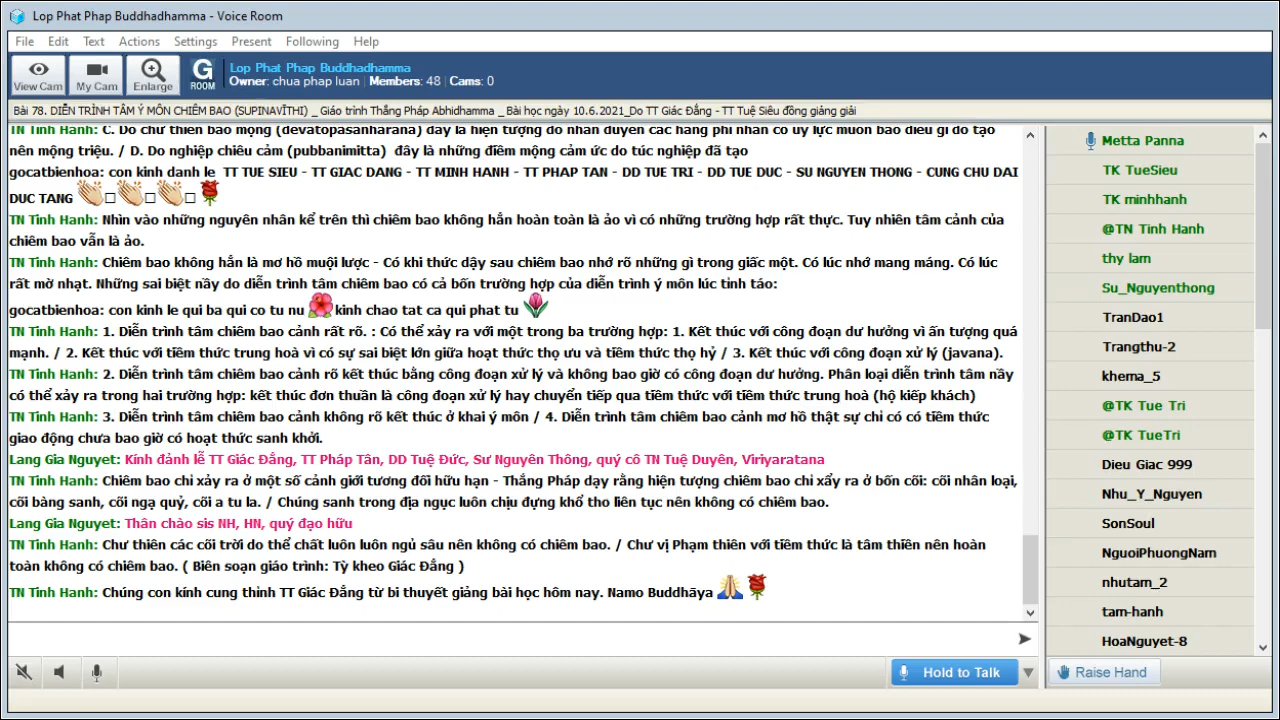 Lop Phat Phap Buddhadhamma - Voice Room
File Edit Text Actions Settings Present Following Help
View Cam My Cam Enlarge G ROOM
Lop Phat Phap Buddhadhamma
Owner: chua phap luan | Members: 48 | Cams: 0
Bài 78. DIỄN TRÌNH TÂM Ý MÔN CHIÊM BAO (SUPINAVĪTHI) _ Giáo trình Thắng Pháp Abhidhamma _ Bài học ngày 10.6.2021_Do TT Giác Đẳng - TT Tuệ Siêu đồng giảng giải
TN Tinh Hanh: C. Do chư thiên báo mộng (devatopasanharana) đây là hiện tượng do nhân duyên các hàng phi nhân có uy lực muốn báo điều gì đó tạo
nên mộng triệu. / D. Do nghiệp chiêu cảm (pubbanimitta) đây là những điềm mộng cảm ức do túc nghiệp đã tạo
gocatbienhoa: con kinh danh le TT TUE SIEU - TT GIAC DANG - TT MINH HANH - TT PHAP TAN - DD TUE TRI - DD TUE DUC - SU NGUYEN THONG - CUNG CHU DAI
DUC TANG
TN Tinh Hanh: Nhìn vào những nguyên nhân kể trên thì chiêm bao không hẳn hoàn toàn là ảo vì có những trường hợp rất thực. Tuy nhiên tâm cảnh của
chiêm bao vẫn là ảo.
TN Tinh Hanh: Chiêm bao không hẳn là mơ hồ muội lược - Có khi thức dậy sau chiêm bao nhớ rõ những gì trong giấc một. Có lúc nhớ mang máng. Có lúc
rất mờ nhạt. Những sai biệt nầy do diễn trình tâm chiêm bao có cả bốn trường hợp của diễn trình ý môn lúc tỉnh táo:
gocatbienhoa: con kinh le qui ba qui co tu nu kinh chao tat ca qui phat tu
TN Tinh Hanh: 1. Diễn trình tâm chiêm bao cảnh rất rõ. : Có thể xảy ra với một trong ba trường hợp: 1. Kết thúc với công đoạn dư hưởng vì ấn tượng quá
mạnh. / 2. Kết thúc với tiềm thức trung hoà vì có sự sai biệt lớn giữa hoạt thức thọ ưu và tiềm thức thọ hỷ / 3. Kết thúc với công đoạn xử lý (javana).
TN Tinh Hanh: 2. Diễn trình tâm chiêm bao cảnh rõ kết thúc bằng công đoạn xử lý và không bao giờ có công đoạn dư hưởng. Phân loại diễn trình tâm nầy
có thể xảy ra trong hai trường hợp: kết thúc đơn thuần là công đoạn xử lý hay chuyển tiếp qua tiềm thức với tiềm thức trung hoà (hộ kiếp khách)
TN Tinh Hanh: 3. Diễn trình tâm chiêm bao cảnh không rõ kết thúc ở khai ý môn / 4. Diễn trình tâm chiêm bao cảnh mơ hồ thật sự chỉ có có tiềm thức
giao động chưa bao giờ có hoạt thức sanh khởi.
Lang Gia Nguyet: Kính đảnh lễ TT Giác Đẳng, TT Pháp Tân, DD Tuệ Đức, Sư Nguyên Thông, quý cô TN Tuệ Duyên, Viriyaratana
TN Tinh Hanh: Chiêm bao chỉ xảy ra ở một số cảnh giới tương đối hữu hạn - Thắng Pháp dạy rằng hiện tượng chiêm bao chỉ xẩy ra ở bốn cõi: cõi nhân loại,
cõi bàng sanh, cõi ngạ quỷ, cõi a tu la. / Chúng sanh trong địa ngục luôn chịu đựng khổ thọ liên tục nên không có chiêm bao.
Lang Gia Nguyet: Thân chào sis NH, HN, quý đạo hữu
TN Tinh Hanh: Chư thiên các cõi trời do thể chất luôn luôn ngủ sâu nên không có chiêm bao. / Chư vị Phạm thiên với tiềm thức là tâm thiền nên hoàn
toàn không có chiêm bao. ( Biên soạn giáo trình: Tỳ kheo Giác Đẳng )
TN Tinh Hanh: Chúng con kính cung thỉnh TT Giác Đẳng từ bi thuyết giảng bài học hôm nay. Namo Buddhāya
Hold to Talk
Metta Panna
TK TueSieu
TK minhhanh
@TN Tinh Hanh
thy lam
Su_Nguyenthong
TranDao1
Trangthu-2
khema_5
@TK Tue Tri
@TK TueTri
Dieu Giac 999
Nhu_Y_Nguyen
SonSoul
NguoiPhuongNam
nhutam_2
tam-hanh
HoaNguyet-8
Raise Hand